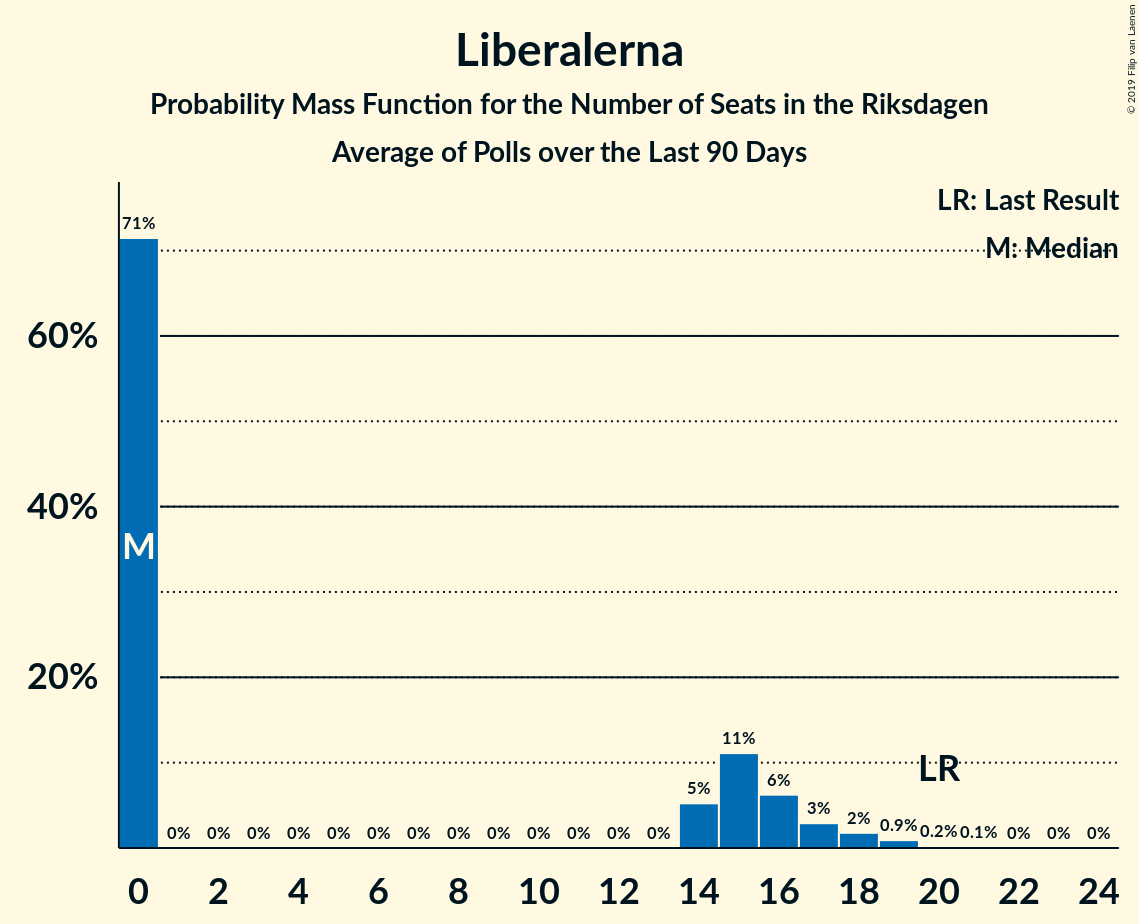 © 2019 Filip van Laenen
Liberalerna
Probability Mass Function for the Number of Seats in the Riksdagen
Average of Polls over the Last 90 Days
LR: Last Result
M: Median
71%
60%
40%
M
20%
LR
0% 0% 0% 0% 0% 0% 0% 0% 0% 0% 0% 0% 0% 5% 11% 6% 3% 2% 0.9% 0.2% 0.1% 0% 0% 0%
0 2 4 6 8 10 12 14 16 18 20 22 24